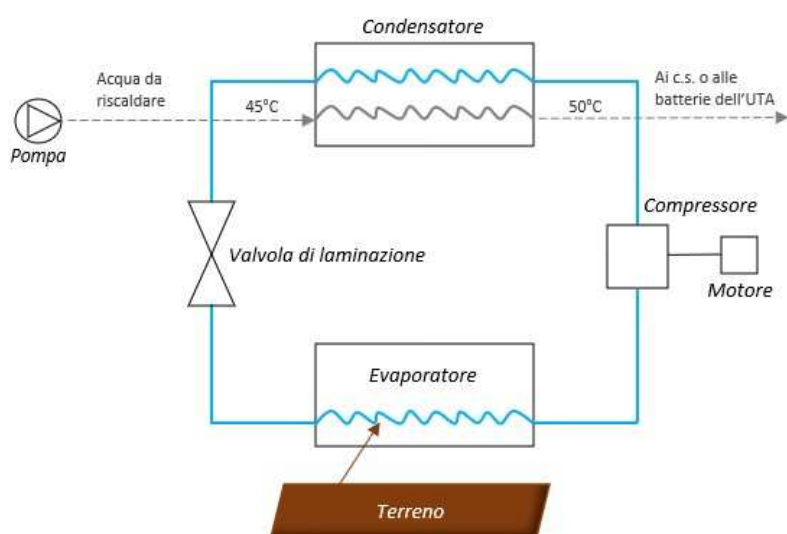 Condensatore
Acqua da
riscaldare
45°C
50°C
Ai c.s. o alle
batterie dell'UTA
Pompa
Compressore
Valvola di laminazione
Motore
Evaporatore
Terreno